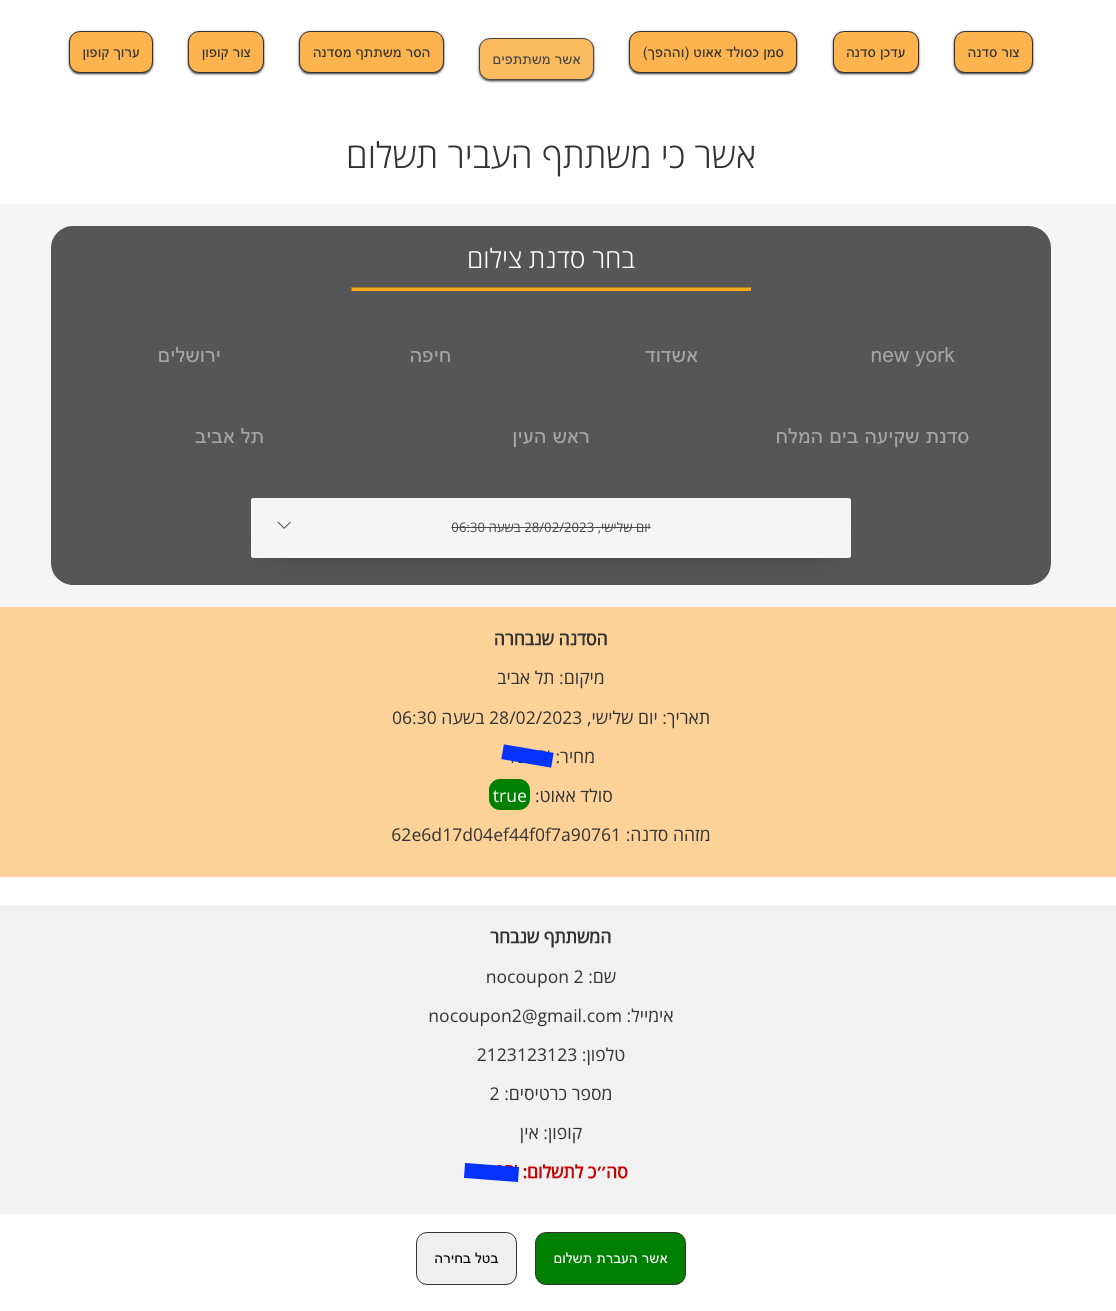 צור סדנה
עדכן סדנה
סמן כסולד אאוט (וההפך)
אשר משתתפים
הסר משתתף מסדנה
צור קופון
ערוך קופון
אשר כי משתתף העביר תשלום
בחר סדנת צילום
new york
אשדוד
חיפה
ירושלים
סדנת שקיעה בים המלח
ראש העין
תל אביב
יום שלישי, 28/02/2023 בשעה 06:30
הסדנה שנבחרה
מיקום: תל אביב
תאריך: יום שלישי, 28/02/2023 בשעה 06:30
מחיר:
סולד אאוט: true
מזהה סדנה: 62e6d17d04ef44f0f7a90761
המשתתף שנבחר
שם: nocoupon 2
אימייל: nocoupon2@gmail.com
טלפון: 2123123123
מספר כרטיסים: 2
קופון: אין
סה״כ לתשלום:
אשר העברת תשלום
בטל בחירה